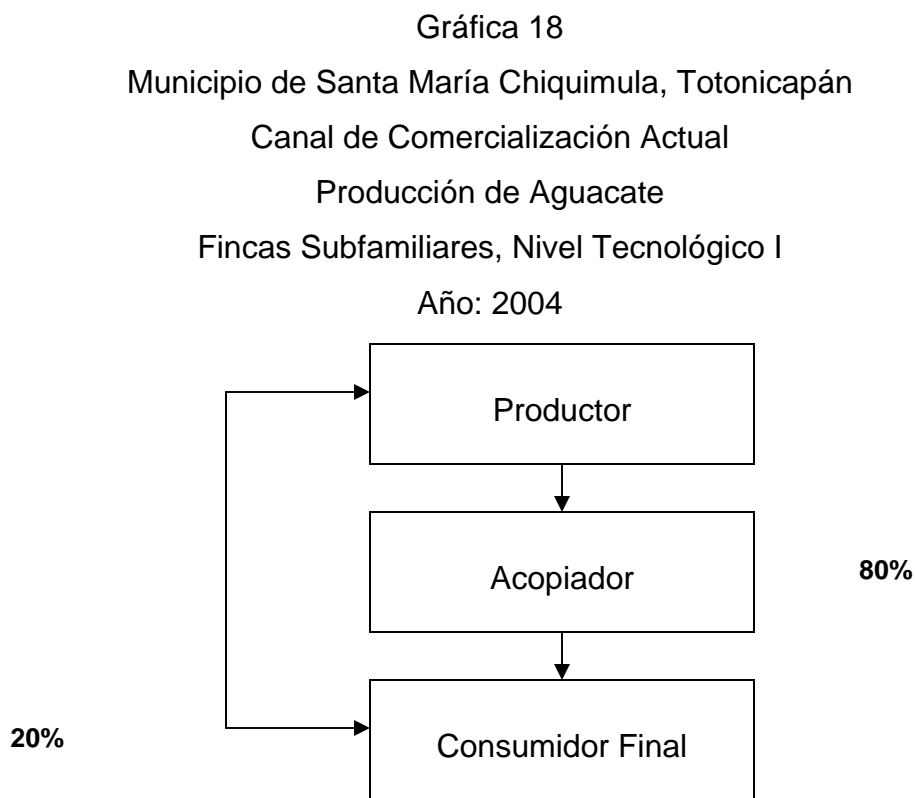 Gráfica 18
Municipio de Santa María Chiquimula, Totonicapán
Canal de Comercialización Actual
Producción de Aguacate
Fincas Subfamiliares, Nivel Tecnológico I
Año: 2004
Productor
Acopiador
80%
20%
Consumidor Final